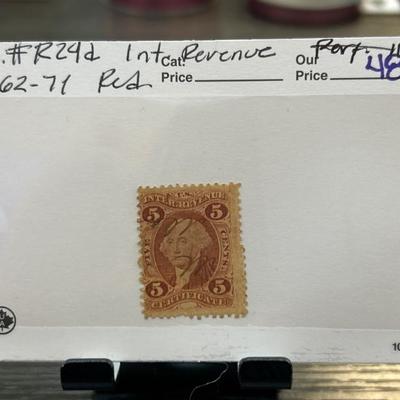 .#R24d Int. Revenue Perf.
Cat. Our
62-71 Red Price Price 48
U.S.
INTER. REVENUE
5 5
FIVE CENTS
5 5
CERTIFICATE
10